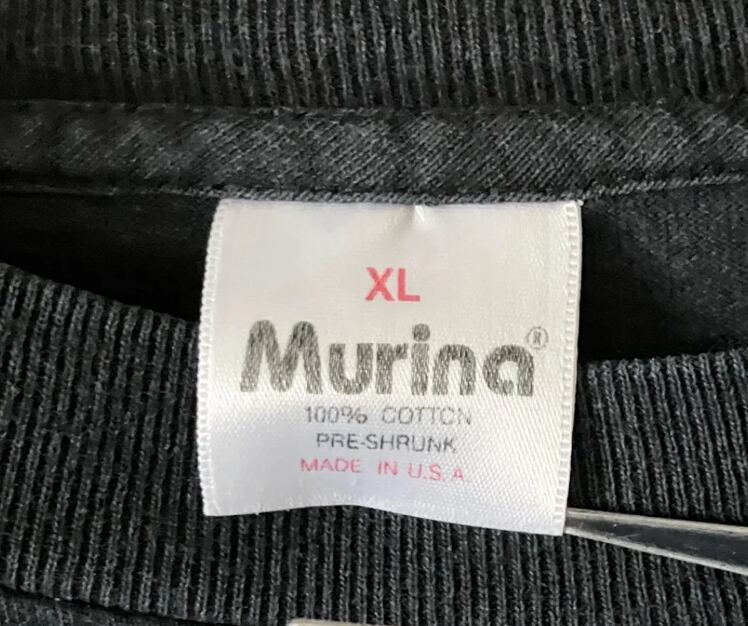 XL
Murina®
100% COTTON
PRE-SHRUNK
MADE IN U.S.A.